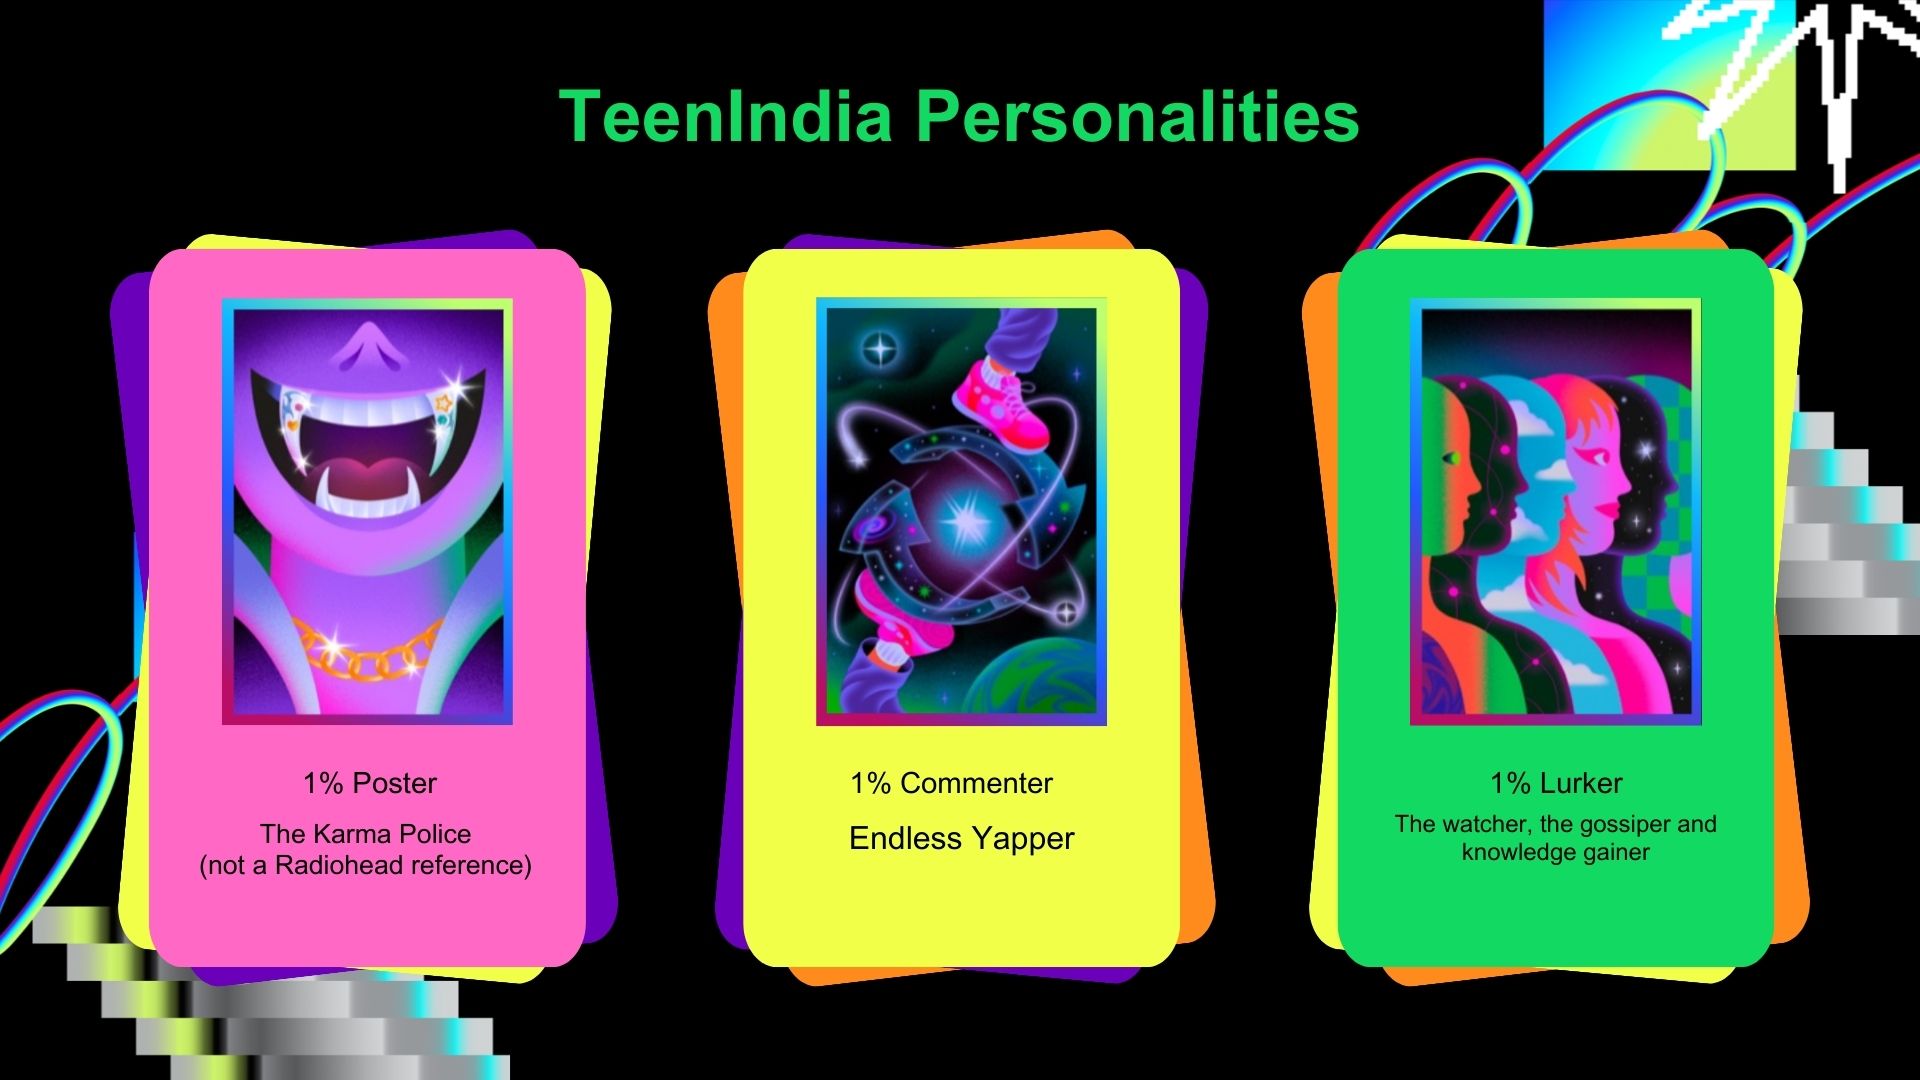 TeenIndia Personalities
1% Poster
The Karma Police
(not a Radiohead reference)
1% Commenter
Endless Yapper
1% Lurker
The watcher, the gossiper and
knowledge gainer